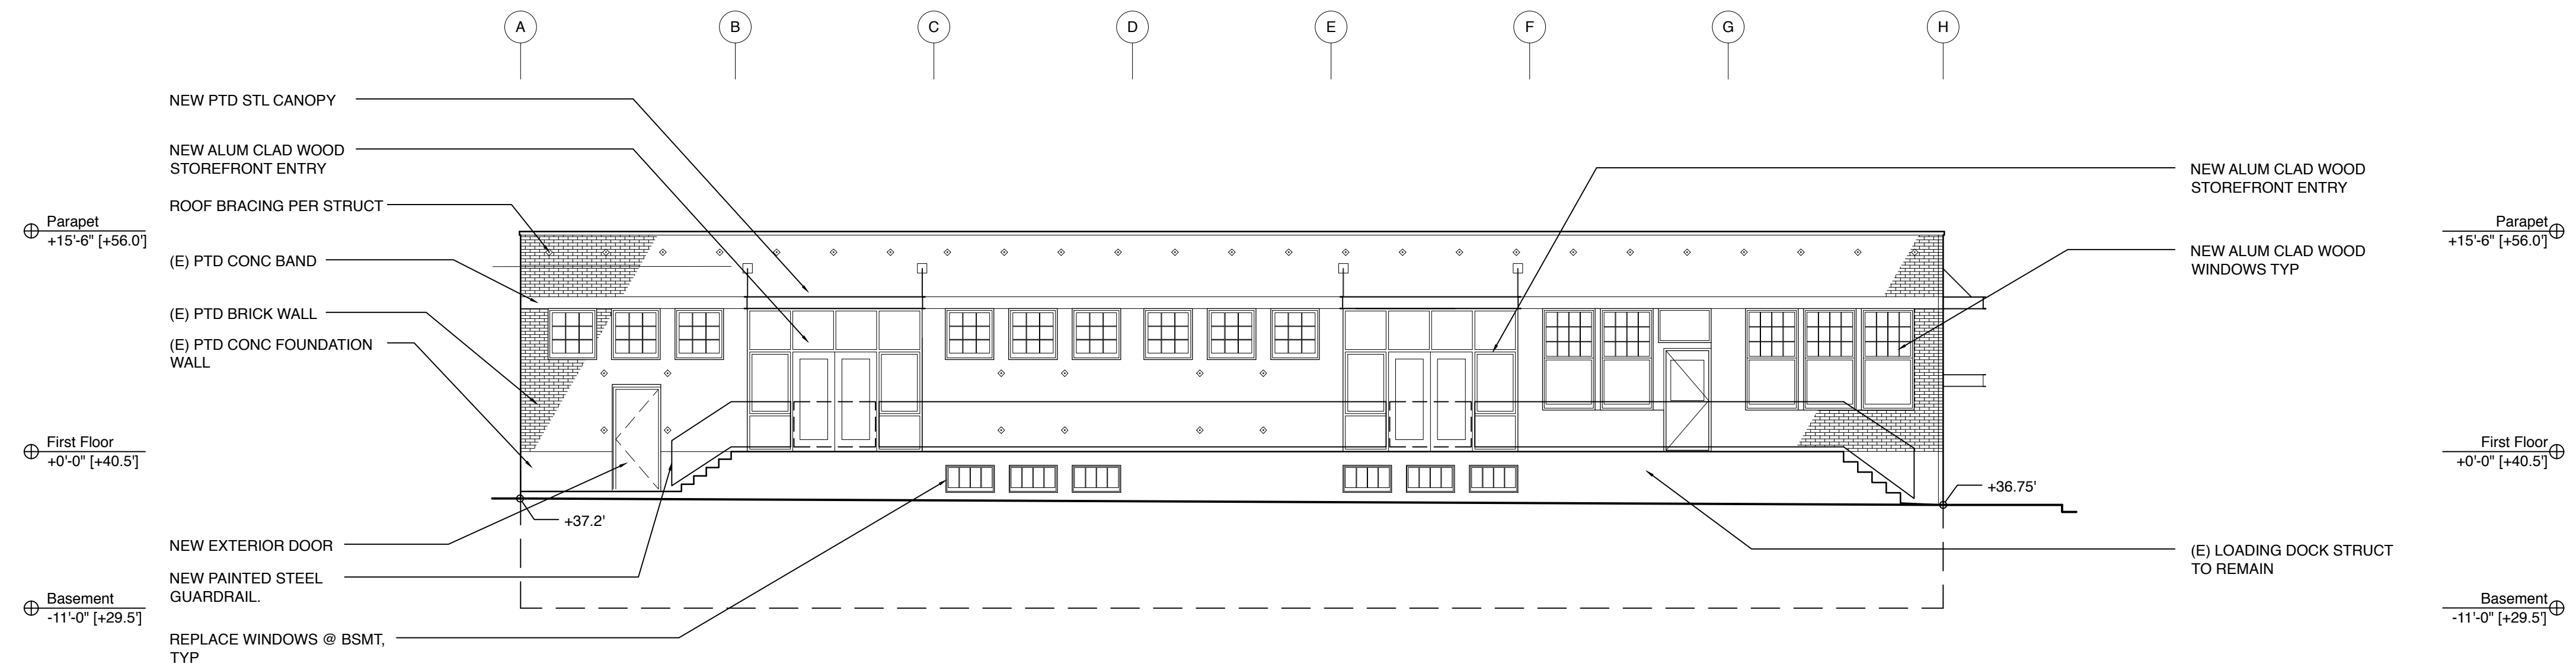 A B C D E F G H
NEW PTD STL CANOPY
NEW ALUM CLAD WOOD
STOREFRONT ENTRY
ROOF BRACING PER STRUCT
Parapet
+15'-6" [+56.0']
(E) PTD CONC BAND
(E) PTD BRICK WALL
(E) PTD CONC FOUNDATION
WALL
First Floor
+0'-0" [+40.5']
+37.2'
NEW EXTERIOR DOOR
NEW PAINTED STEEL
GUARDRAIL.
Basement
-11'-0" [+29.5']
REPLACE WINDOWS @ BSMT,
TYP
NEW ALUM CLAD WOOD
STOREFRONT ENTRY
Parapet
+15'-6" [+56.0']
NEW ALUM CLAD WOOD
WINDOWS TYP
First Floor
+0'-0" [+40.5']
+36.75'
(E) LOADING DOCK STRUCT
TO REMAIN
Basement
-11'-0" [+29.5']